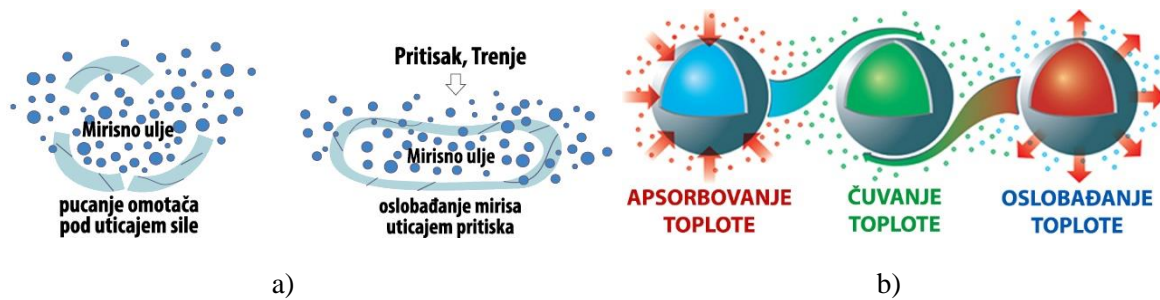 Mirisno ulje
pucanje omotača
pod uticajem sile
Pritisak, Trenje
Mirisno ulje
oslobađanje mirisa
uticajem pritiska
a)
APSORBOVANJE
TOPLOTE
ČUVANJE
TOPLOTE
OSLOBAĐANJE
TOPLOTE
b)